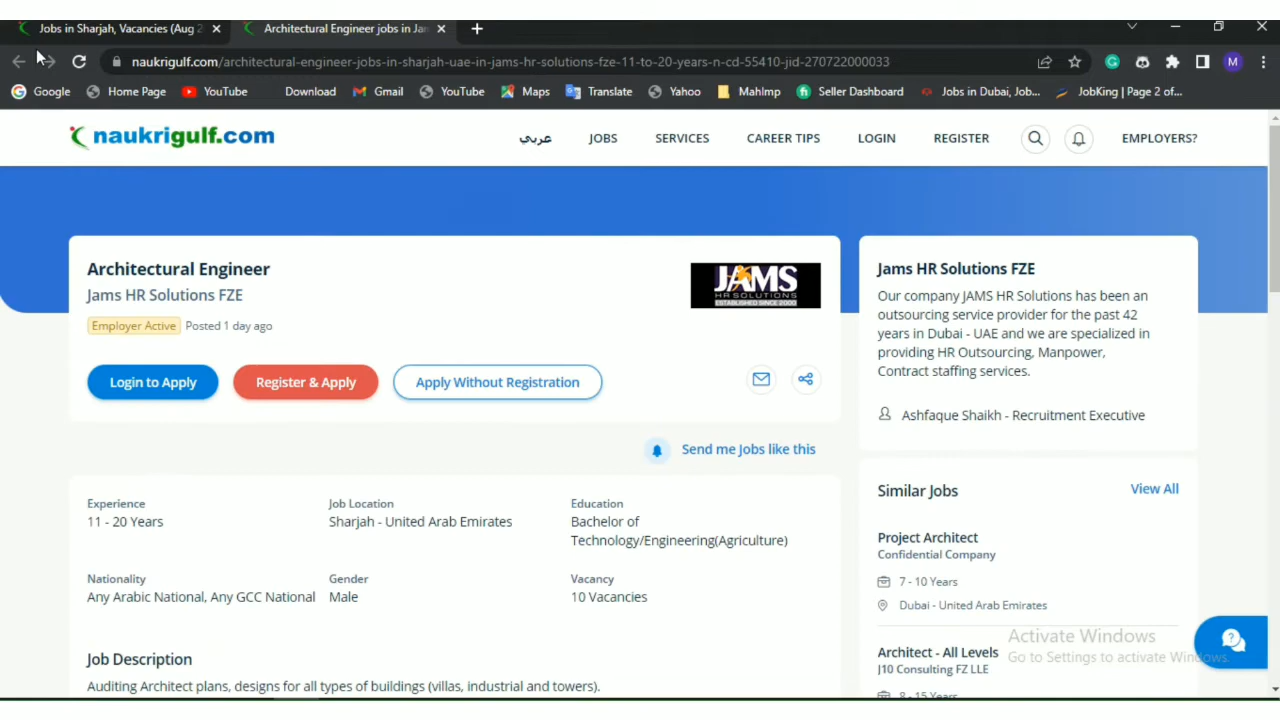 Jobs in Sharjah, Vacancies (Aug 2
Architectural Engineer jobs in Jam
naukrigulf.com/architectural-engineer-jobs-in-sharjah-uae-in-jams-hr-solutions-fze-11-to-20-years-n-cd-55410-jid-270722000033
M
Google
Home Page
YouTube
Download
Gmail
YouTube
Maps
Translate
Yahoo
MahImp
Seller Dashboard
Jobs in Dubai, Job...
JobKing | Page 2 of...
naukrigulf.com
عربي
JOBS
SERVICES
CAREER TIPS
LOGIN
REGISTER
EMPLOYERS?
Architectural Engineer
Jams HR Solutions FZE
Employer Active Posted 1 day ago
JAMS
HR SOLUTIONS
ESTABLISHED SINCE 2000
Login to Apply
Register & Apply
Apply Without Registration
Send me Jobs like this
Experience
11 - 20 Years
Job Location
Sharjah - United Arab Emirates
Education
Bachelor of
Technology/Engineering(Agriculture)
Nationality
Any Arabic National, Any GCC National
Gender
Male
Vacancy
10 Vacancies
Job Description
Auditing Architect plans, designs for all types of buildings (villas, industrial and towers).
Jams HR Solutions FZE
Our company JAMS HR Solutions has been an
outsourcing service provider for the past 42
years in Dubai - UAE and we are specialized in
providing HR Outsourcing, Manpower,
Contract staffing services.
Ashfaque Shaikh - Recruitment Executive
Similar Jobs
View All
Project Architect
Confidential Company
7 - 10 Years
Dubai - United Arab Emirates
Architect - All Levels
J10 Consulting FZ LLE
8 - 15 Years
Activate Windows
Go to Settings to activate Windows.